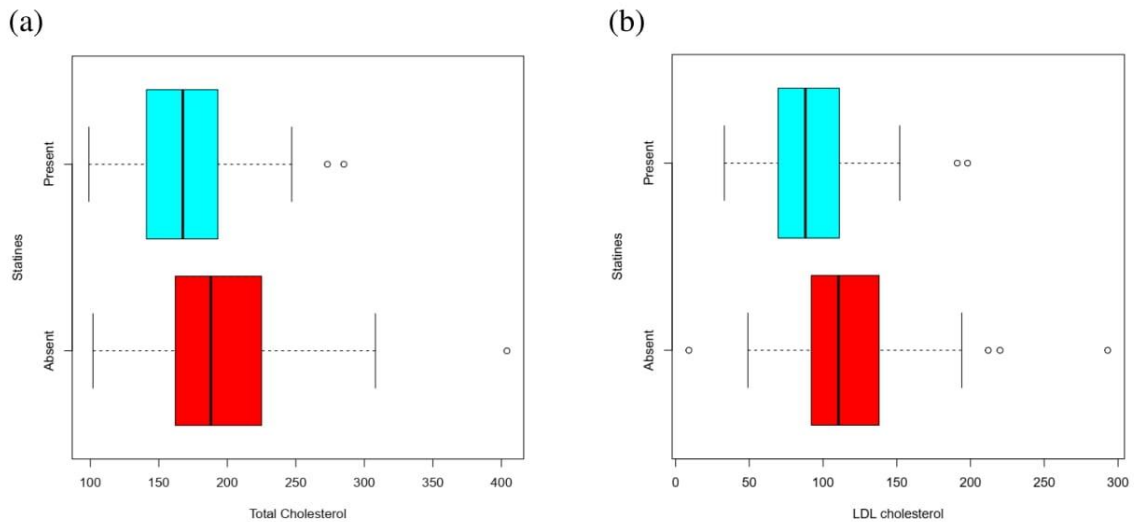 (a)
Present
Absent
Statines
100 150 200 250 300 350 400
Total Cholesterol
(b)
Present
Absent
Statines
0 50 100 150 200 250 300
LDL cholesterol